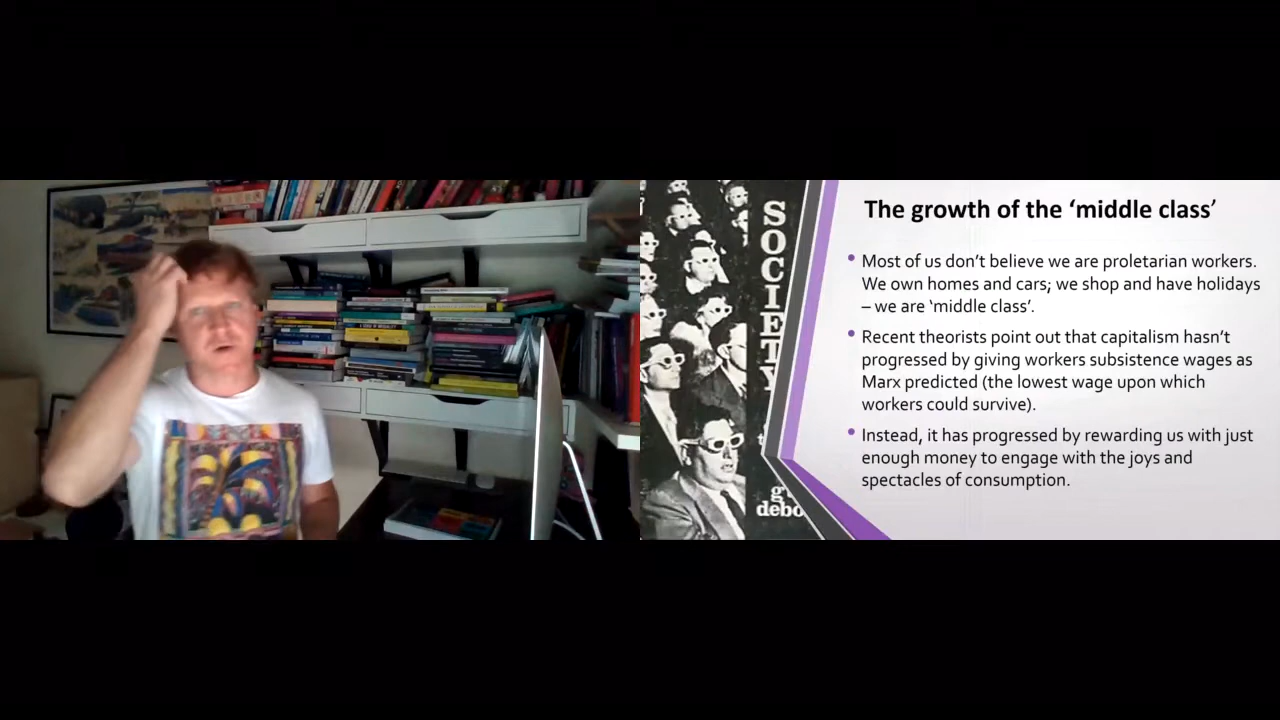 SOCIETY
debo
The growth of the ‘middle class’
• Most of us don’t believe we are proletarian workers.
We own homes and cars; we shop and have holidays
– we are ‘middle class’.
• Recent theorists point out that capitalism hasn’t
progressed by giving workers subsistence wages as
Marx predicted (the lowest wage upon which
workers could survive).
• Instead, it has progressed by rewarding us with just
enough money to engage with the joys and
spectacles of consumption.